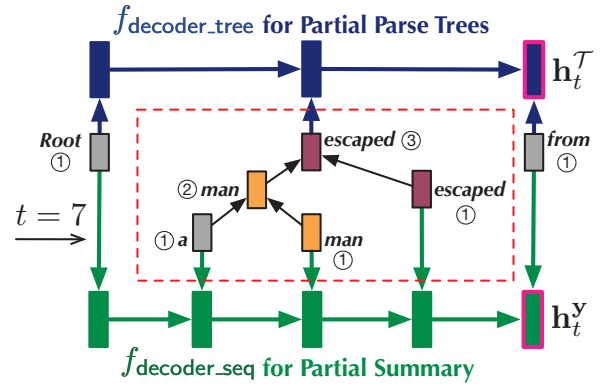 f_decoder_tree for Partial Parse Trees
h_t^𝒯
Root ①
escaped ③
from ①
② man
escaped ①
t = 7
① a
man ①
h_t^y
f_decoder_seq for Partial Summary